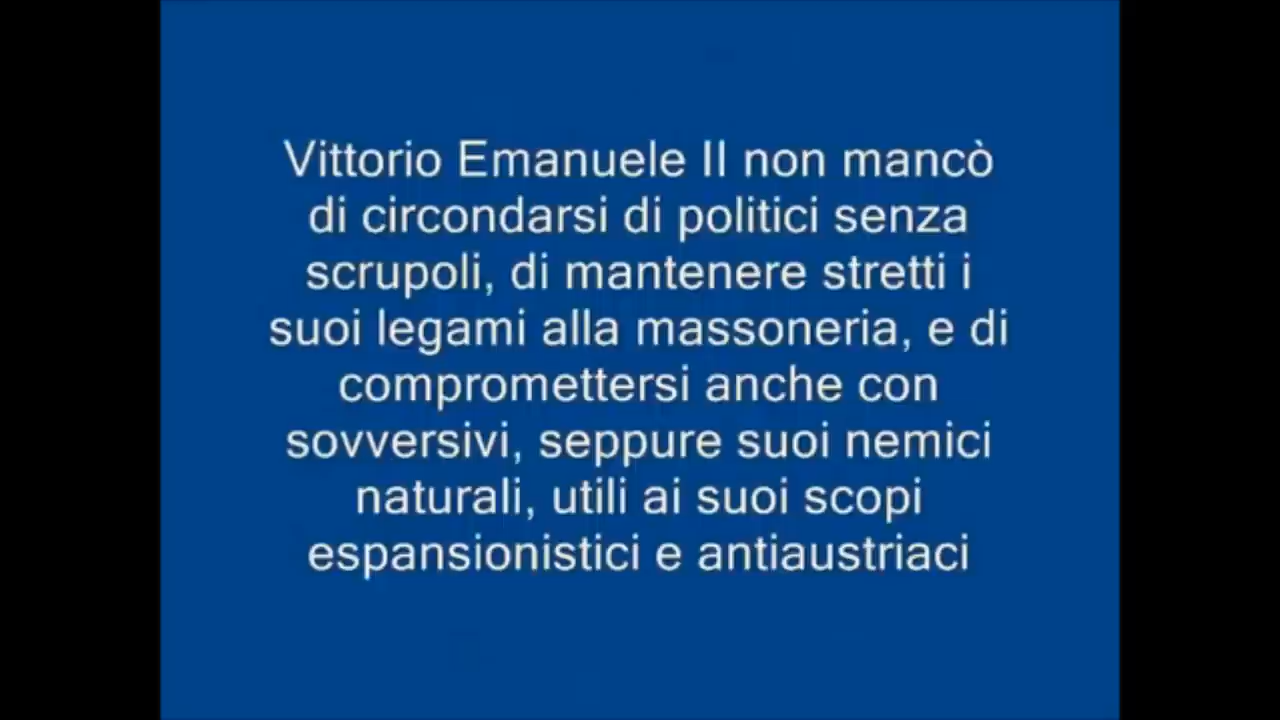 Vittorio Emanuele II non mancò
di circondarsi di politici senza
scrupoli, di mantenere stretti i
suoi legami alla massoneria, e di
compromettersi anche con
sovversivi, seppure suoi nemici
naturali, utili ai suoi scopi
espansionistici e antiaustriaci